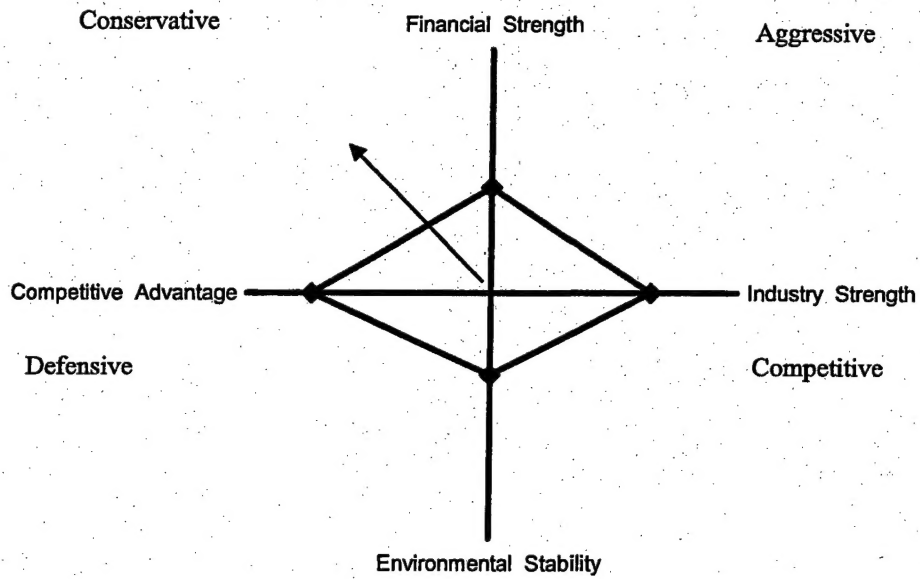 Conservative
Financial Strength
Aggressive
Competitive Advantage
Industry Strength
Defensive
Competitive
Environmental Stability